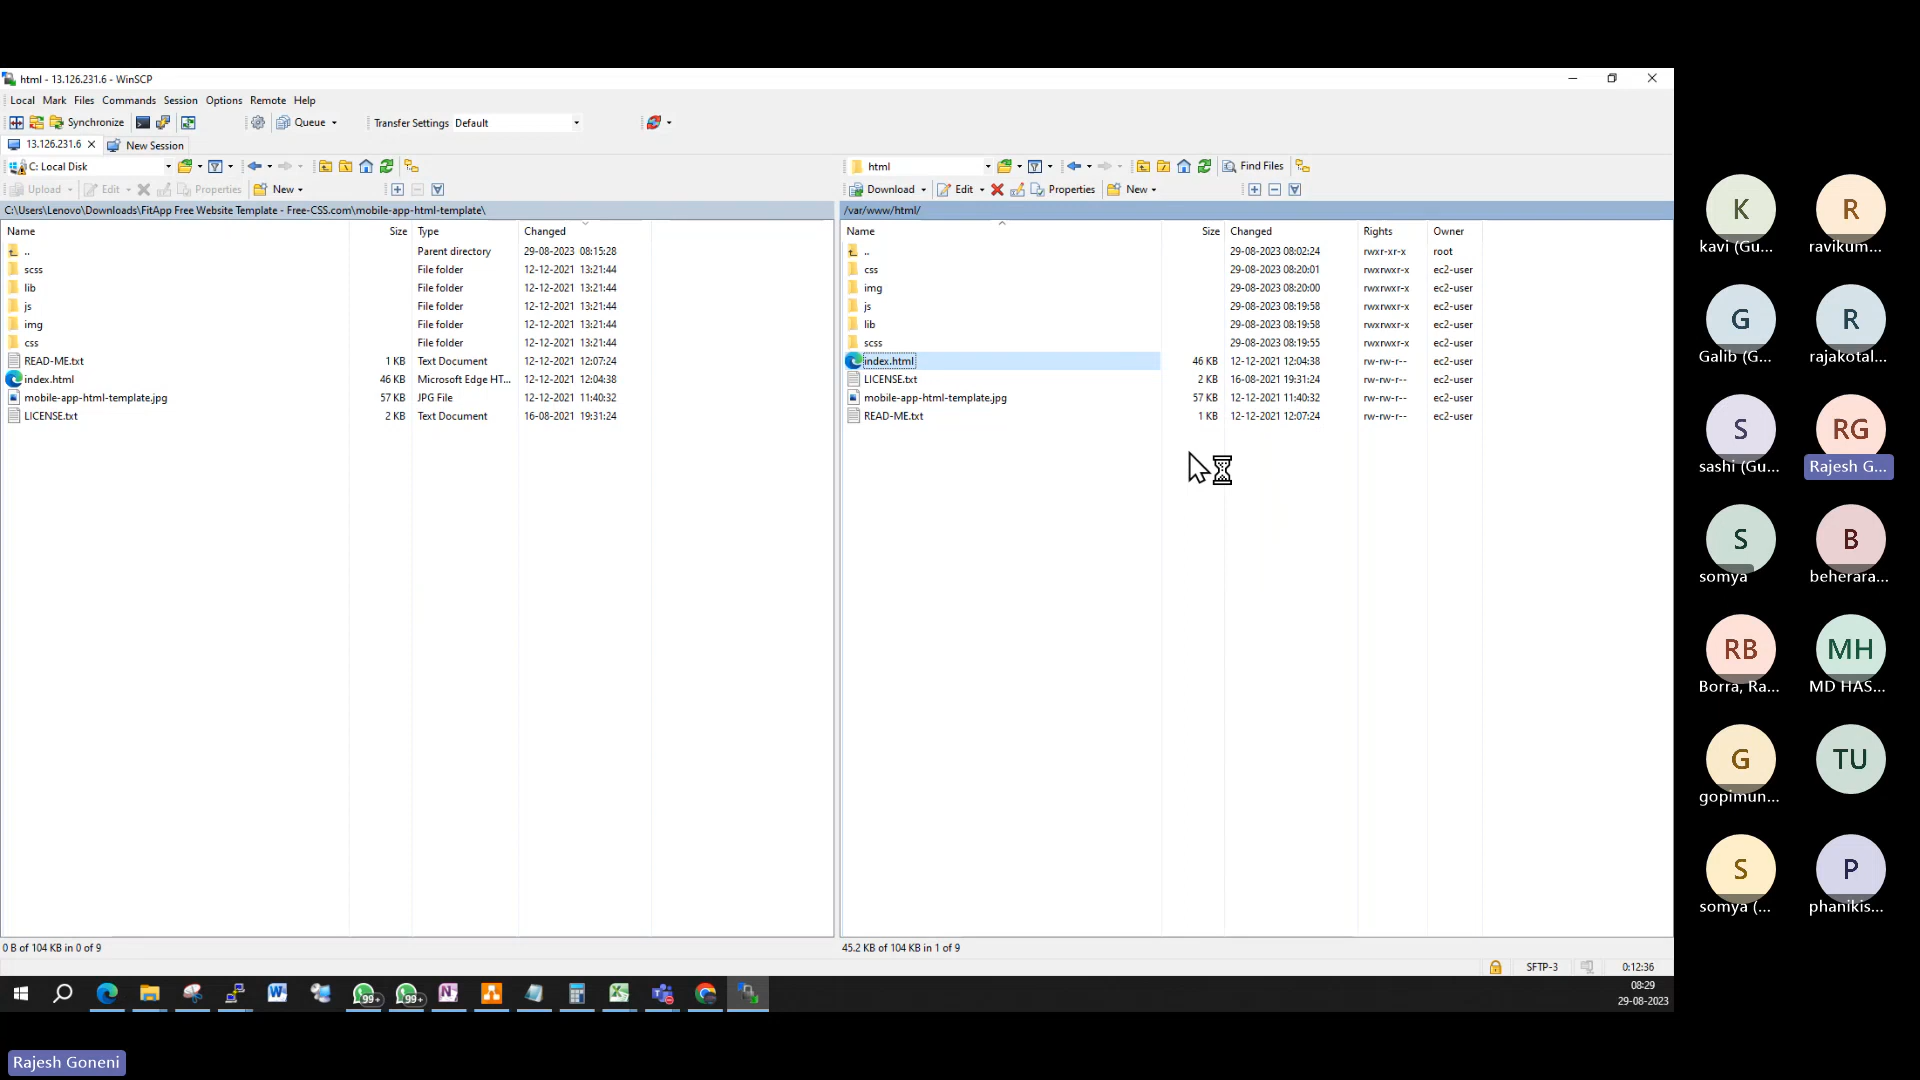 html - 13.126.231.6 - WinSCP
Local Mark Files Commands Session Options Remote Help
Synchronize Queue Transfer Settings Default
13.126.231.6 New Session
C: Local Disk
Upload Edit Properties New
C:\Users\Lenovo\Downloads\FitApp Free Website Template - Free-CSS.com\mobile-app-html-template\
Name Size Type Changed
.. Parent directory 29-08-2023 08:15:28
scss File folder 12-12-2021 13:21:44
lib File folder 12-12-2021 13:21:44
js File folder 12-12-2021 13:21:44
img File folder 12-12-2021 13:21:44
css File folder 12-12-2021 13:21:44
READ-ME.txt 1 KB Text Document 12-12-2021 12:07:24
index.html 46 KB Microsoft Edge HT... 12-12-2021 12:04:38
mobile-app-html-template.jpg 57 KB JPG File 12-12-2021 11:40:32
LICENSE.txt 2 KB Text Document 16-08-2021 19:31:24
0 B of 104 KB in 0 of 9
html Find Files
Download Edit Properties New
/var/www/html/
Name Size Changed Rights Owner
.. 29-08-2023 08:02:24 rwxr-xr-x root
css 29-08-2023 08:20:01 rwxrwxr-x ec2-user
img 29-08-2023 08:20:00 rwxrwxr-x ec2-user
js 29-08-2023 08:19:58 rwxrwxr-x ec2-user
lib 29-08-2023 08:19:58 rwxrwxr-x ec2-user
scss 29-08-2023 08:19:55 rwxrwxr-x ec2-user
index.html 46 KB 12-12-2021 12:04:38 rw-rw-r-- ec2-user
LICENSE.txt 2 KB 16-08-2021 19:31:24 rw-rw-r-- ec2-user
mobile-app-html-template.jpg 57 KB 12-12-2021 11:40:32 rw-rw-r-- ec2-user
READ-ME.txt 1 KB 12-12-2021 12:07:24 rw-rw-r-- ec2-user
45.2 KB of 104 KB in 1 of 9
SFTP-3 0:12:36
99+ 99+
08:29
29-08-2023
K R
kavi (Gu... ravikum...
G R
Galib (G... rajakotal...
S RG
sashi (Gu... Rajesh G...
S B
somya beherara...
RB MH
Borra, Ra... MD HAS...
G TU
gopimun...
S P
somya (... phanikis...
Rajesh Goneni